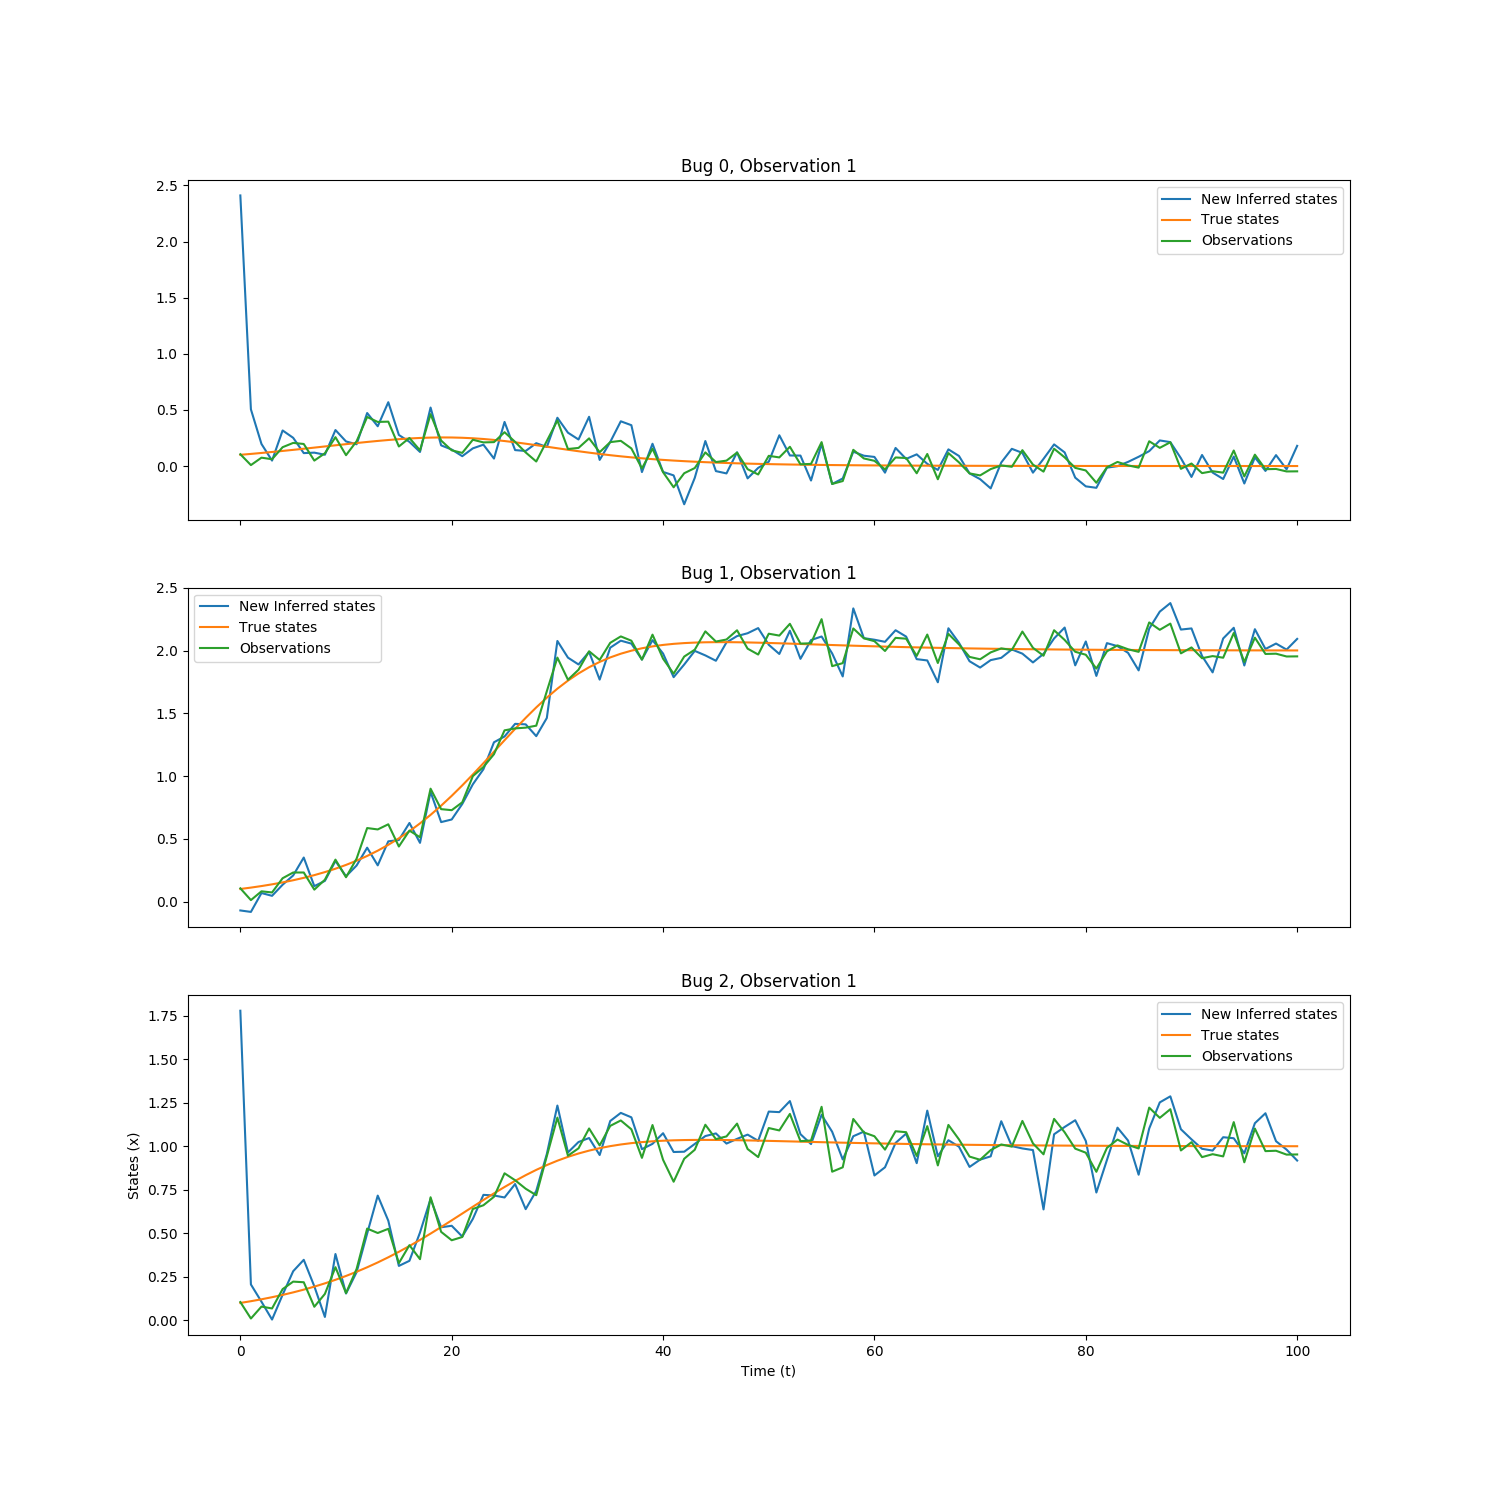 Bug 0, Observation 1
2.5
2.0
1.5
1.0
0.5
0.0
New Inferred states
True states
Observations
Bug 1, Observation 1
2.5
2.0
1.5
1.0
0.5
0.0
New Inferred states
True states
Observations
Bug 2, Observation 1
States (x)
1.75
1.50
1.25
1.00
0.75
0.50
0.25
0.00
New Inferred states
True states
Observations
0 20 40 60 80 100
Time (t)